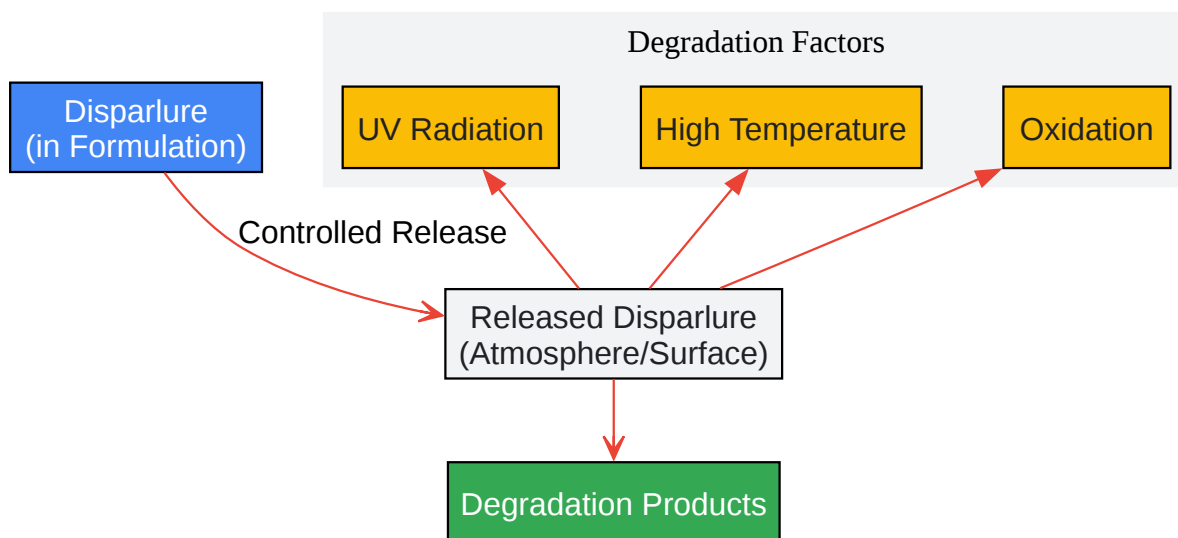 Degradation Factors
Disparlure
(in Formulation)
UV Radiation
High Temperature
Oxidation
Controlled Release
Released Disparlure
(Atmosphere/Surface)
Degradation Products